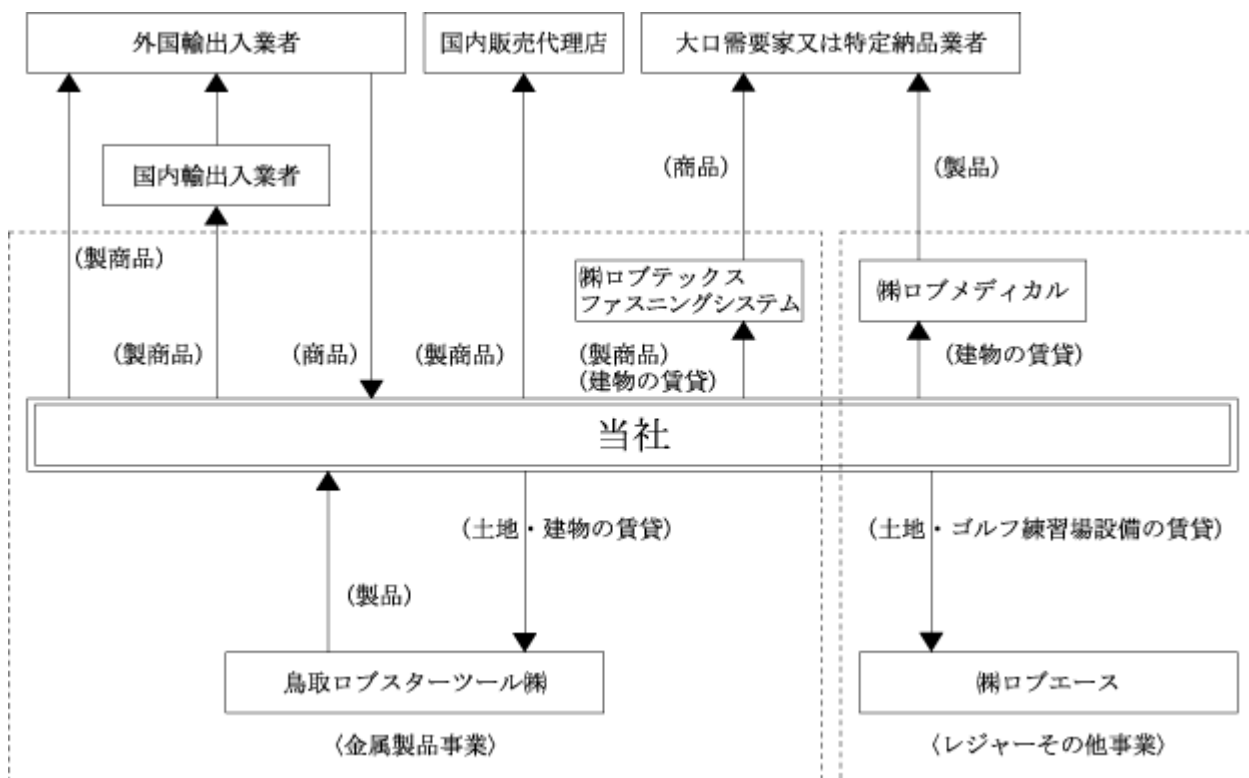 外国輸出入業者
国内販売代理店
大口需要家又は特定納品業者
国内輸出入業者
(商品)
(製品)
(製商品)
㈱ロブテックス
ファスニングシステム
㈱ロブメディカル
(製商品)
(商品)
(製商品)
(製商品)
(建物の賃貸)
(建物の賃貸)
当社
(土地・建物の賃貸)
(土地・ゴルフ練習場設備の賃貸)
(製品)
鳥取ロブスターツール㈱
㈱ロブエース
〈金属製品事業〉
〈レジャーその他事業〉